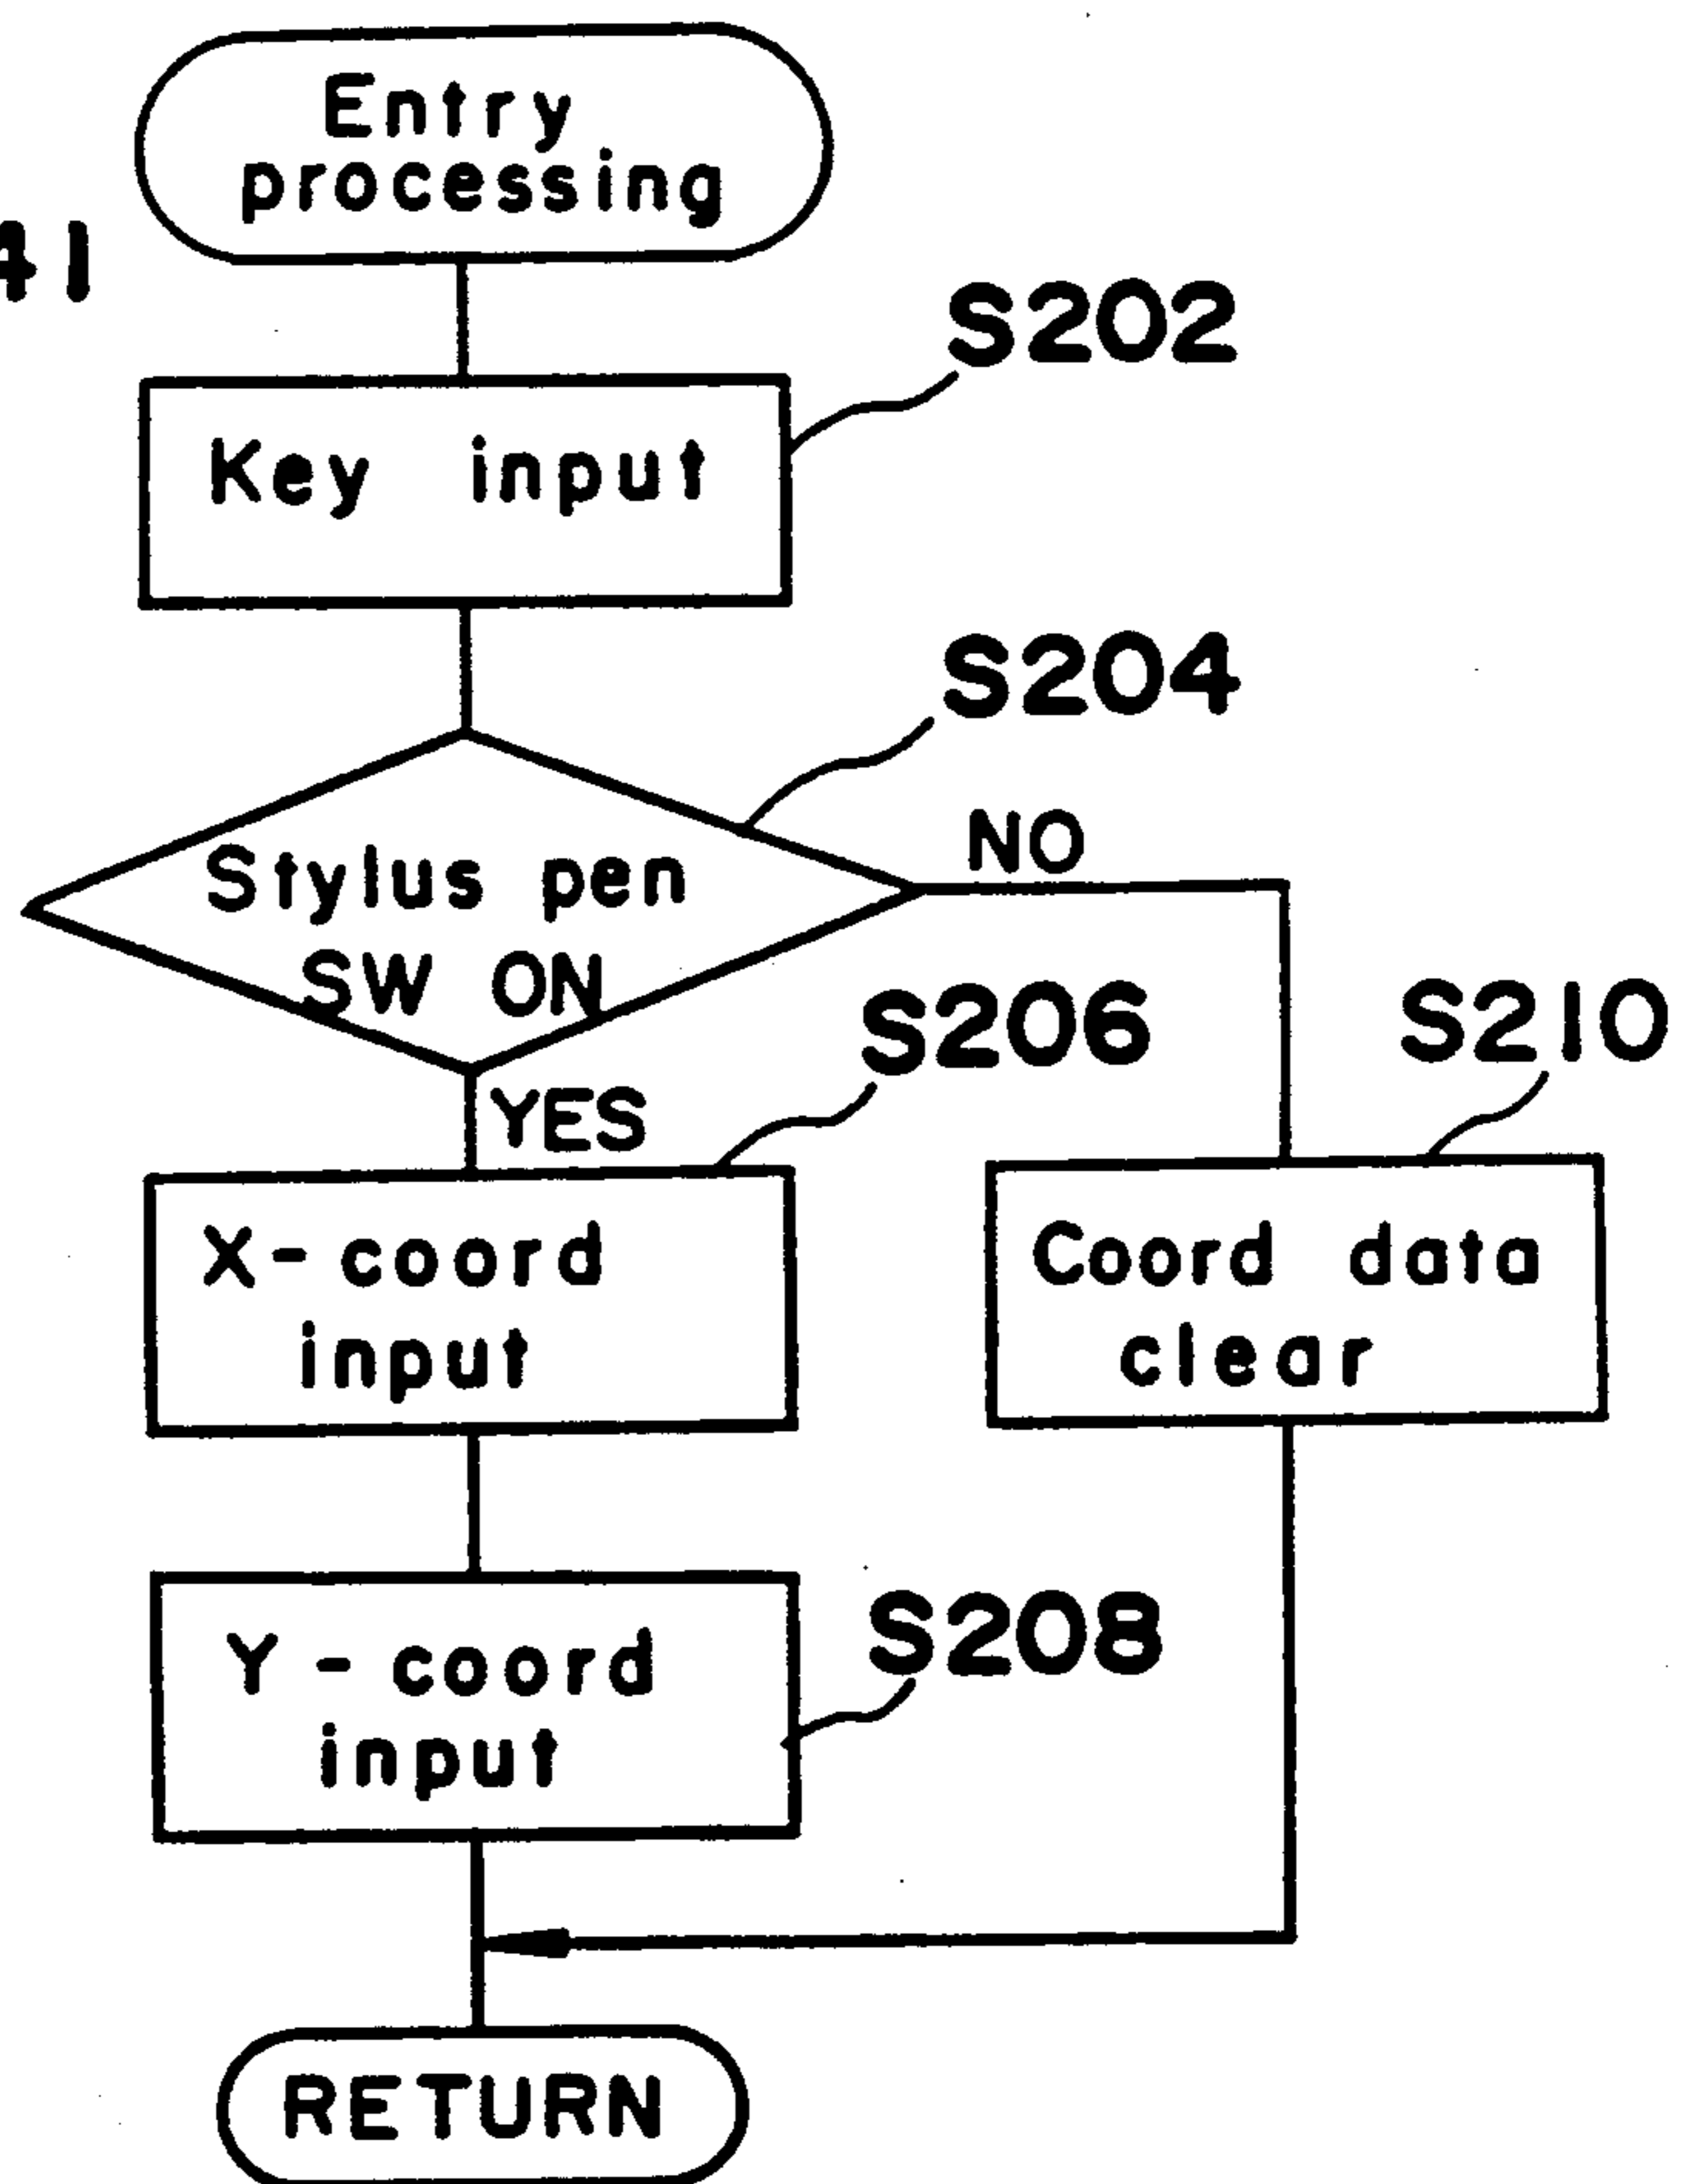 Entry
processing
41
S202
Key input
S204
Stylus pen
SW ON
NO
YES
S206
S210
X-coord
input
Coord data
clear
Y-coord
input
S208
RETURN